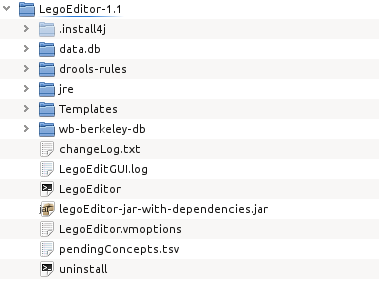 LegoEditor-1.1
.install4j
data.db
drools-rules
jre
Templates
wb-berkeley-db
changeLog.txt
LegoEditGUI.log
LegoEditor
legoEditor-jar-with-dependencies.jar
LegoEditor.vmoptions
pendingConcepts.tsv
uninstall